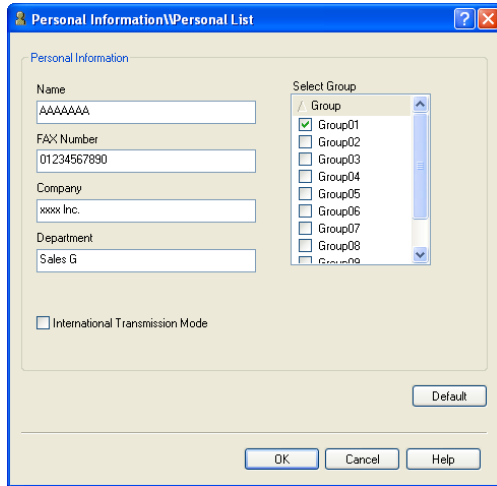 Personal Information\\Personal List
Personal Information
Name
AAAAAAA
FAX Number
01234567890
Company
xxxx Inc.
Department
Sales G
International Transmission Mode
Select Group
Group
Group01
Group02
Group03
Group04
Group05
Group06
Group07
Group08
Group09
Default
OK
Cancel
Help